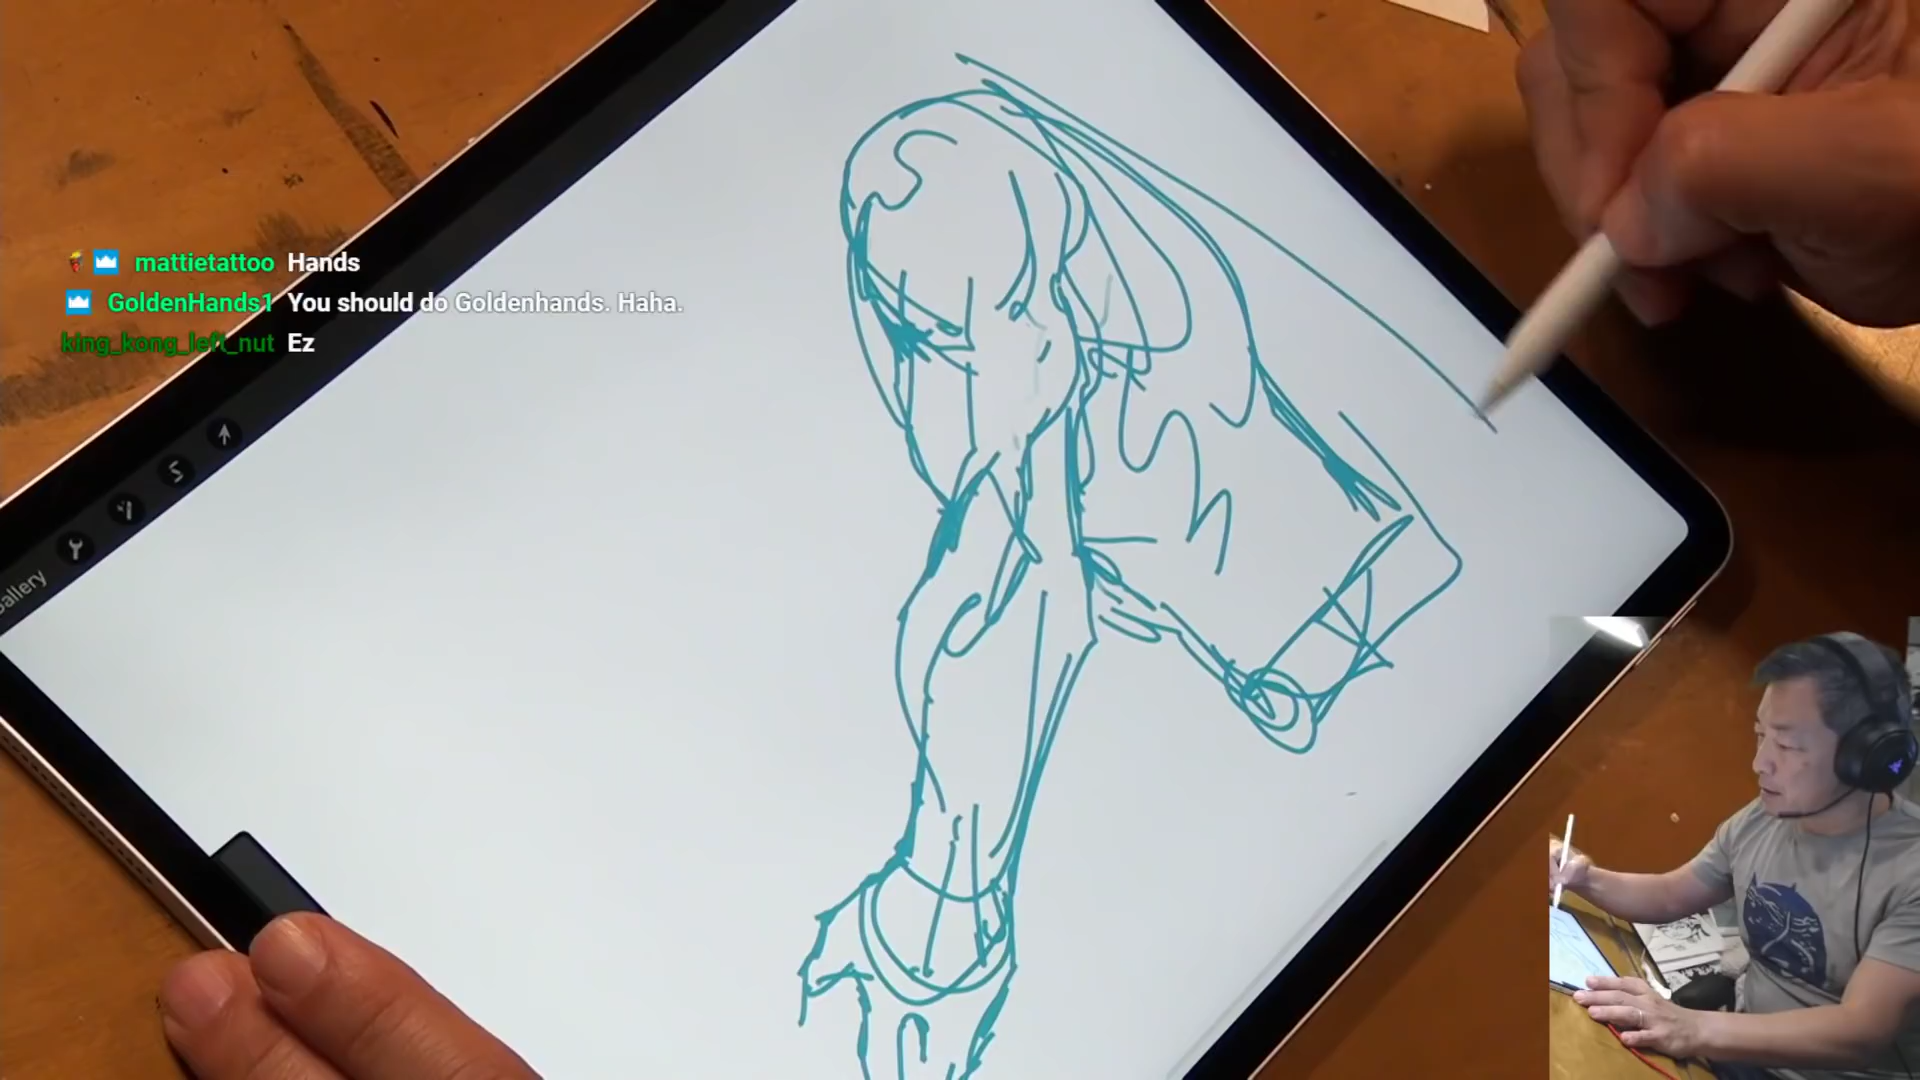 mattietattoo Hands
GoldenHands1 You should do Goldenhands. Haha.
king_kong_left_nut Ez
Gallery